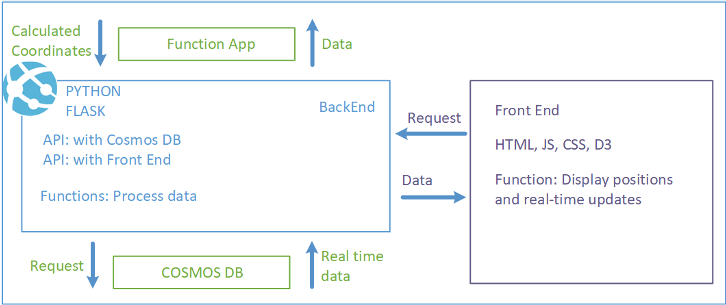 Calculated
Coordinates
Function App
Data
PYTHON
FLASK
BackEnd
API: with Cosmos DB
API: with Front End
Functions: Process data
Request
Data
Front End
HTML, JS, CSS, D3
Function: Display positions
and real-time updates
Request
COSMOS DB
Real time
data